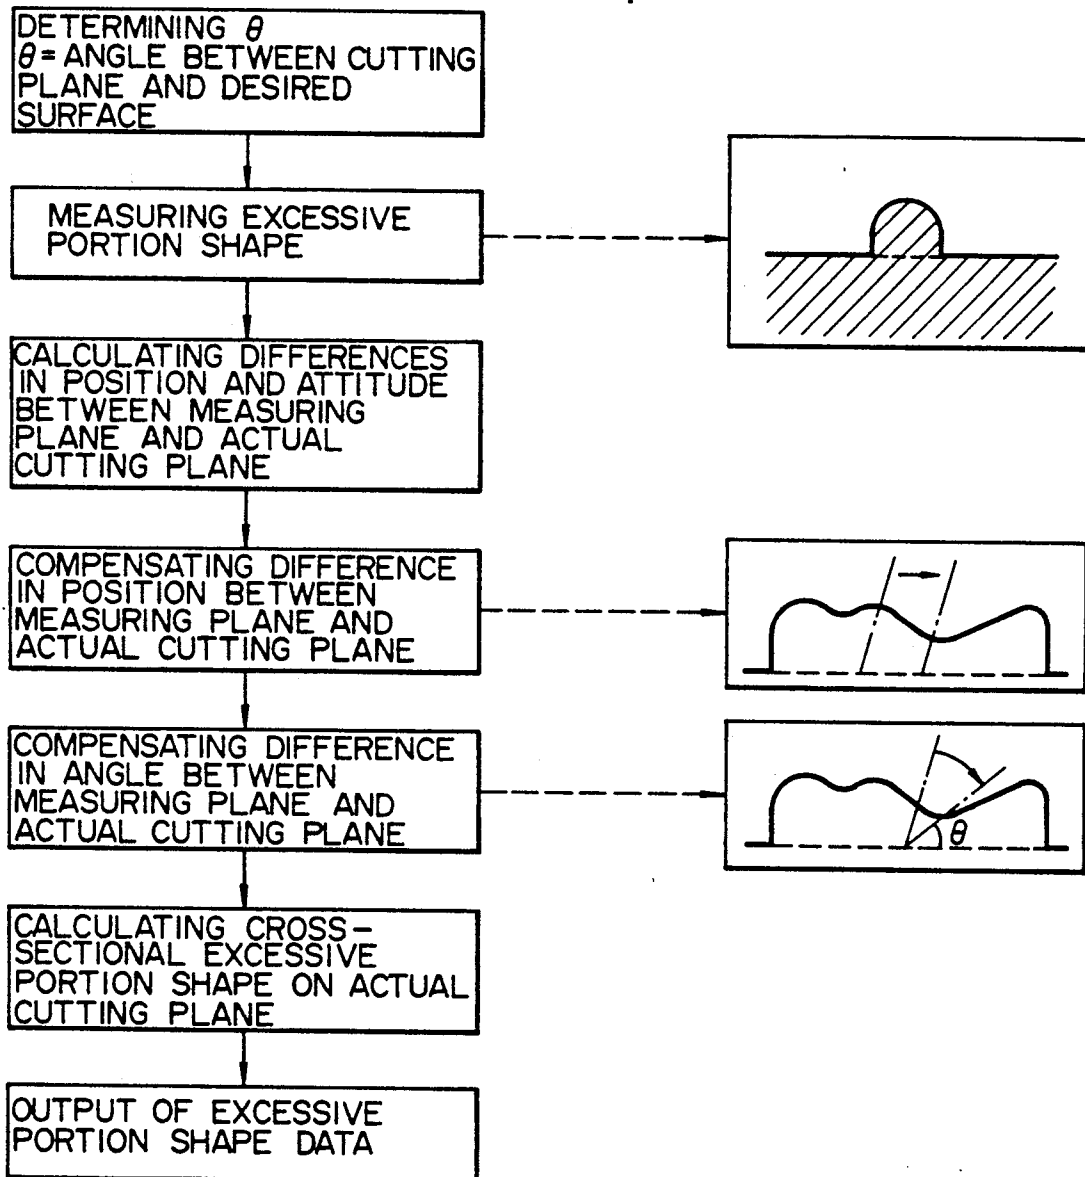 DETERMINING θ
θ = ANGLE BETWEEN CUTTING
PLANE AND DESIRED
SURFACE
MEASURING EXCESSIVE
PORTION SHAPE
CALCULATING DIFFERENCES
IN POSITION AND ATTITUDE
BETWEEN MEASURING
PLANE AND ACTUAL
CUTTING PLANE
COMPENSATING DIFFERENCE
IN POSITION BETWEEN
MEASURING PLANE AND
ACTUAL CUTTING PLANE
COMPENSATING DIFFERENCE
IN ANGLE BETWEEN
MEASURING PLANE AND
ACTUAL CUTTING PLANE
θ
CALCULATING CROSS-
SECTIONAL EXCESSIVE
PORTION SHAPE ON ACTUAL
CUTTING PLANE
OUTPUT OF EXCESSIVE
PORTION SHAPE DATA